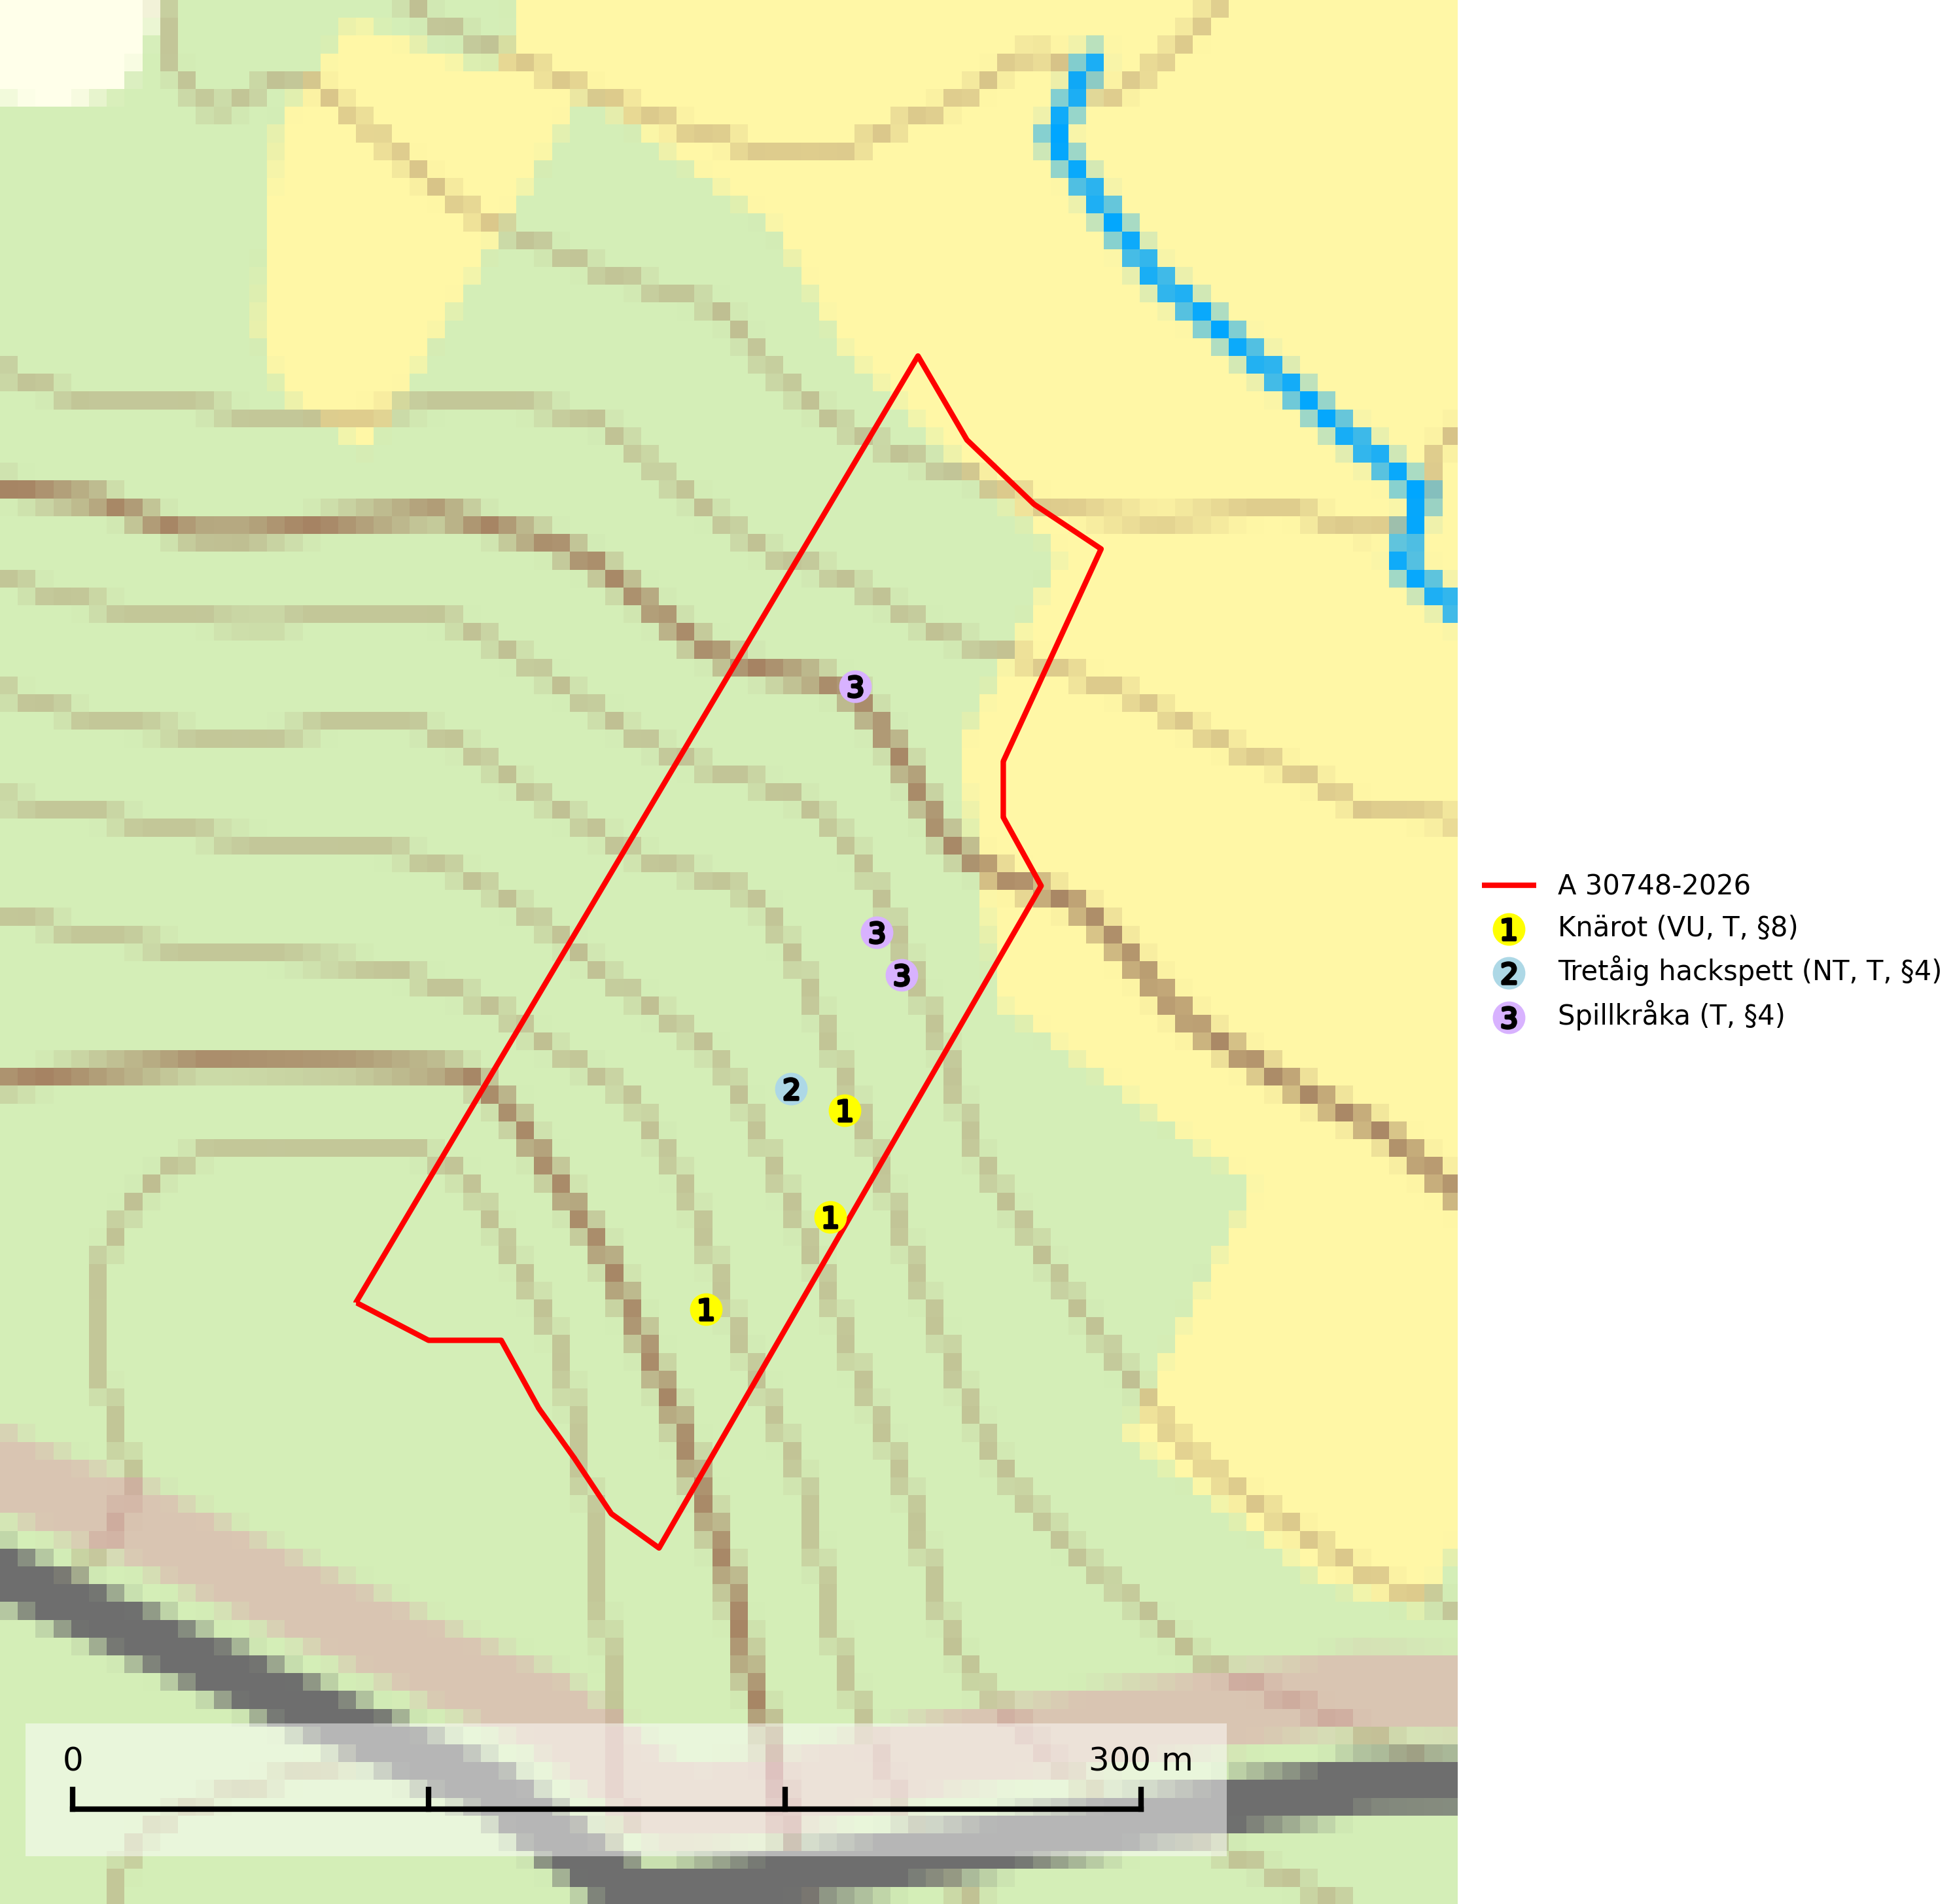 3
3
3
2
1
1
1
A 30748-2026
1 Knärot (VU, T, §8)
2 Tretåig hackspett (NT, T, §4)
3 Spillkråka (T, §4)
0 300 m